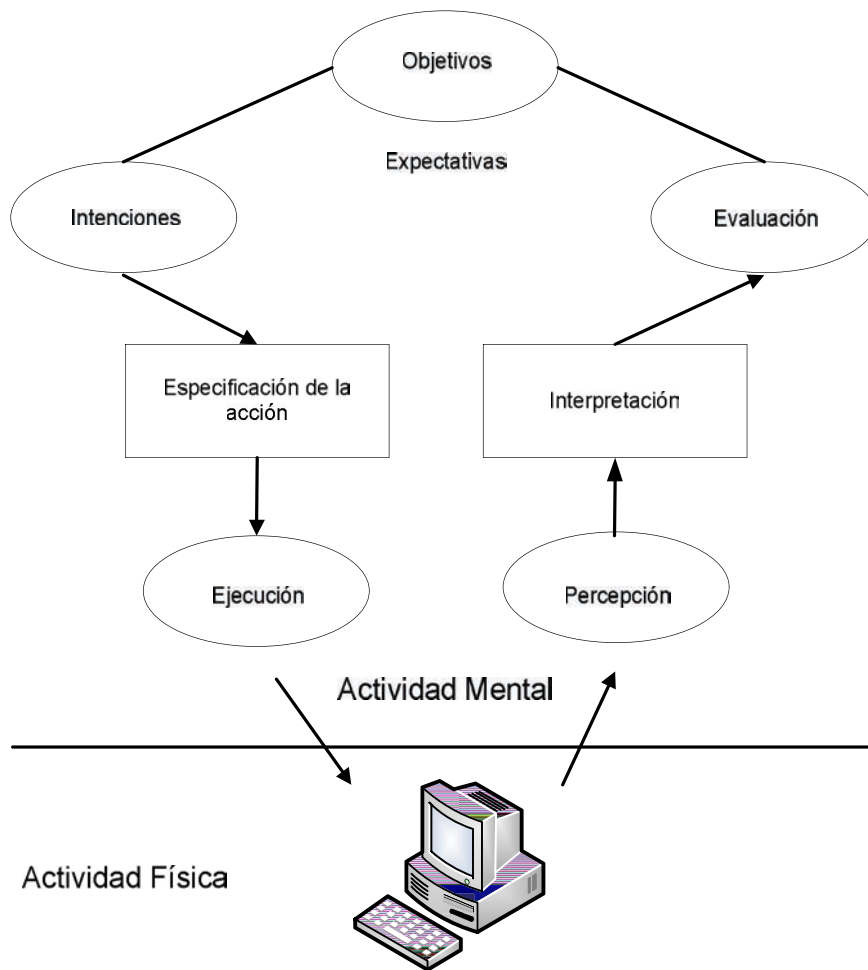 Objetivos
Expectativas
Intenciones
Evaluación
Especificación de la
acción
Interpretación
Ejecución
Percepción
Actividad Mental
Actividad Física